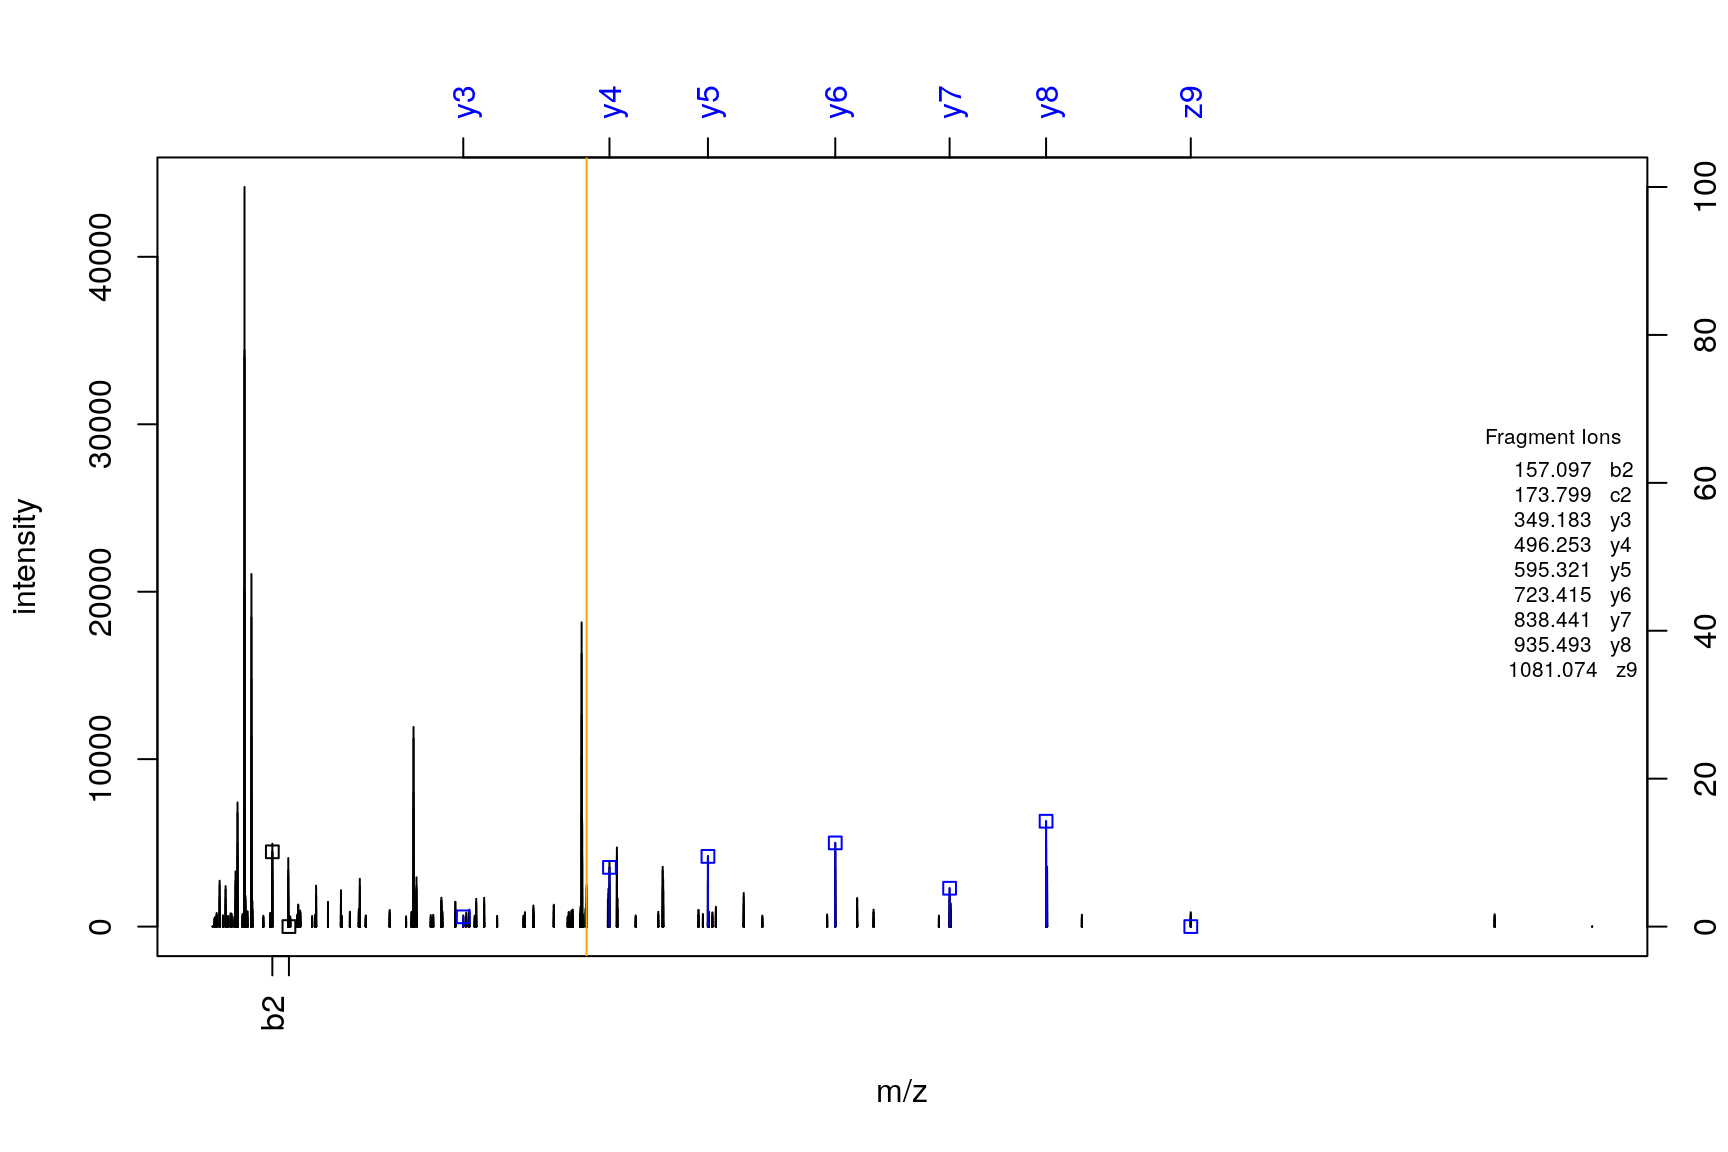 y3 y4 y5 y6 y7 y8 z9
intensity
0 10000 20000 30000 40000
0 20 40 60 80 100
Fragment Ions
157.097 b2
173.799 c2
349.183 y3
496.253 y4
595.321 y5
723.415 y6
838.441 y7
935.493 y8
1081.074 z9
b2
m/z